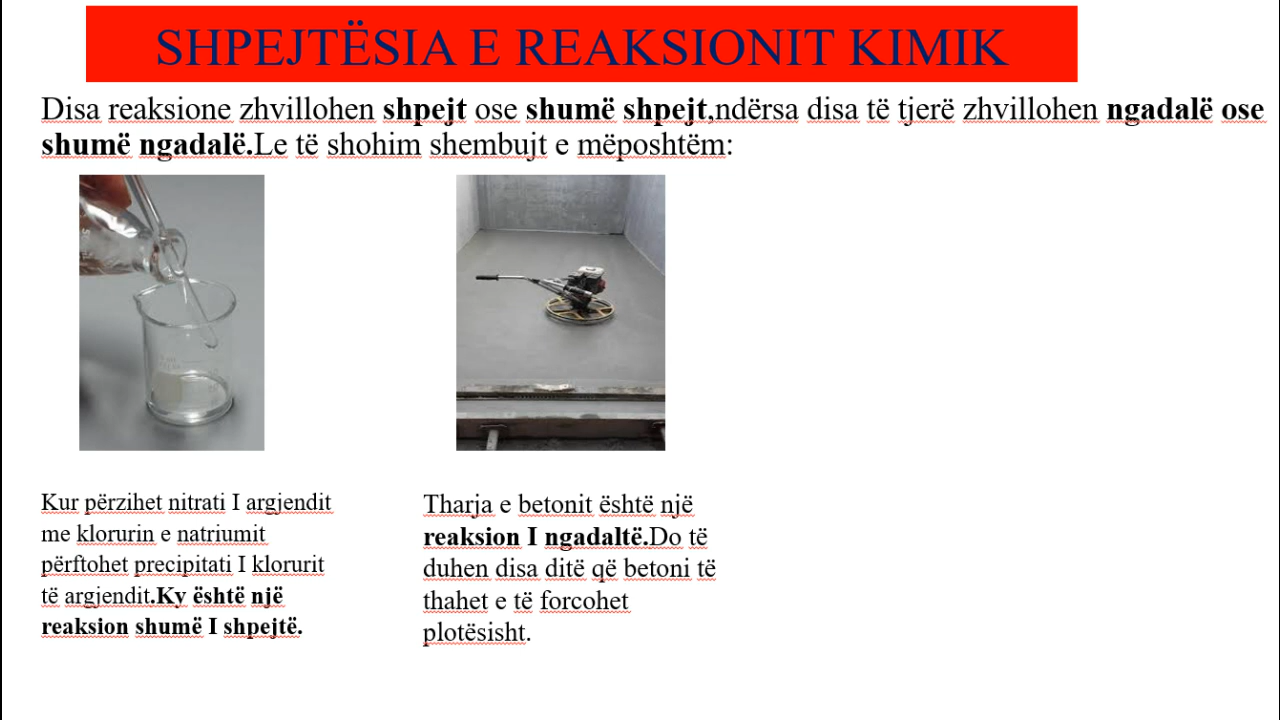 SHPEJTËSIA E REAKSIONIT KIMIK
Disa reaksione zhvillohen shpejt ose shumë shpejt,ndërsa disa të tjerë zhvillohen ngadalë ose
shumë ngadalë.Le të shohim shembujt e mëposhtëm:
Kur përzihet nitrati I argjendit
me klorurin e natriumit
përftohet precipitati I klorurit
të argjendit.Ky është një
reaksion shumë I shpejtë.
Tharja e betonit është një
reaksion I ngadaltë.Do të
duhen disa ditë që betoni të
thahet e të forcohet
plotësisht.